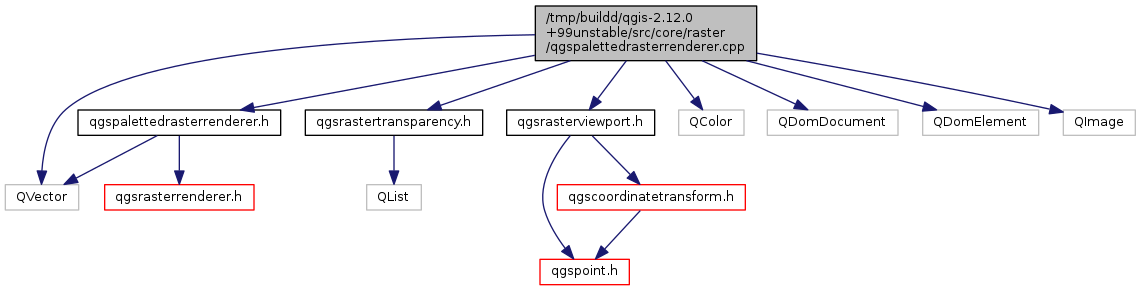 /tmp/buildd/qgis-2.12.0
+99unstable/src/core/raster
/qgspalettedrasterrenderer.cpp
qgspalettedrasterrenderer.h
qgsrastertransparency.h
qgsrasterviewport.h
QColor
QDomDocument
QDomElement
QImage
QVector
qgsrasterrenderer.h
QList
qgscoordinatetransform.h
qgspoint.h